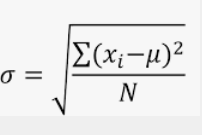 σ = √(∑(xᵢ−μ)² / N)